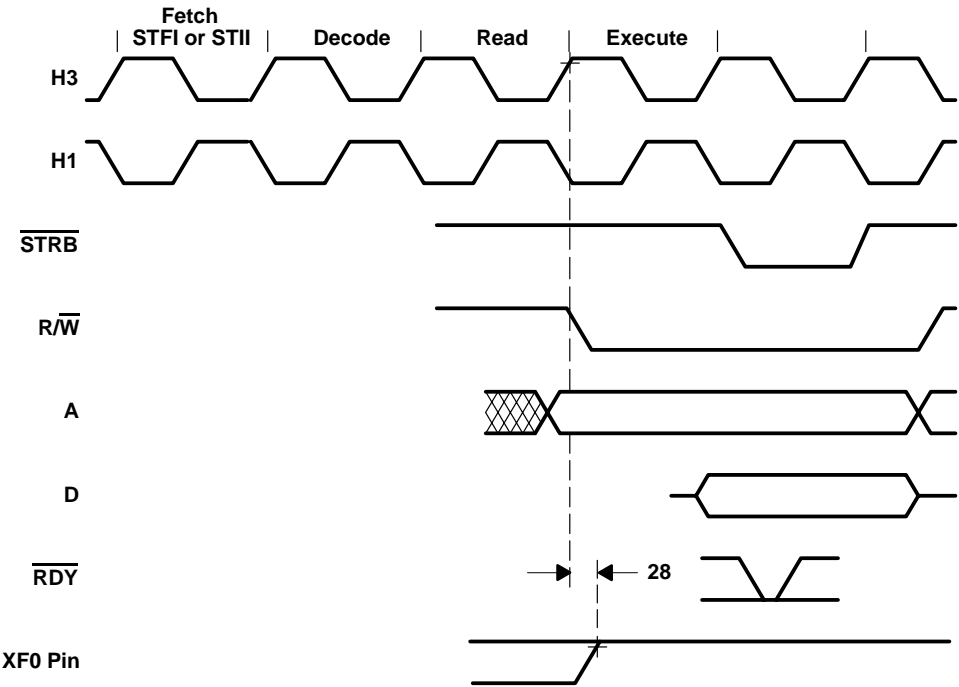 Fetch
STFI or STII
Decode
Read
Execute
H3
H1
STRB
R/W
A
D
RDY
28
XF0 Pin